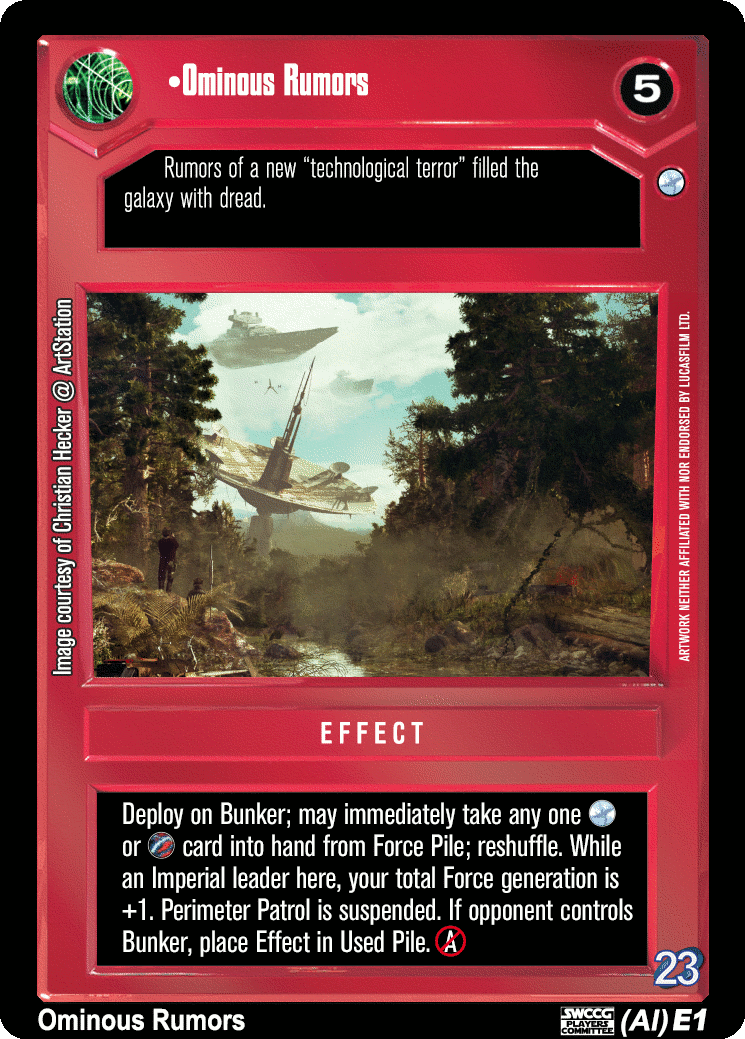 •Ominous Rumors
5
Rumors of a new “technological terror” filled the
galaxy with dread.
Image courtesy of Christian Hecker @ ArtStation
ARTWORK NEITHER AFFILIATED WITH NOR ENDORSED BY LUCASFILM LTD.
EFFECT
Deploy on Bunker; may immediately take any one
or card into hand from Force Pile; reshuffle. While
an Imperial leader here, your total Force generation is
+1. Perimeter Patrol is suspended. If opponent controls
Bunker, place Effect in Used Pile. A
23
Ominous Rumors
SWCCG
PLAYERS
COMMITTEE
(AI) E1